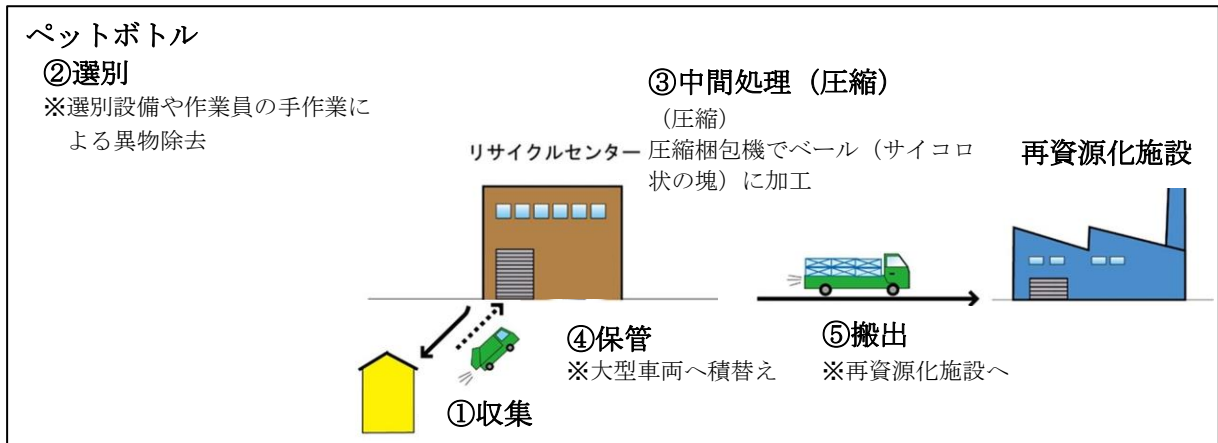 ペットボトル
②選別
※選別設備や作業員の手作業に
よる異物除去
③中間処理（圧縮）
（圧縮）
圧縮梱包機でベール（サイコロ
状の塊）に加工
リサイクルセンター
再資源化施設
①収集
④保管
※大型車両へ積替え
⑤搬出
※再資源化施設へ